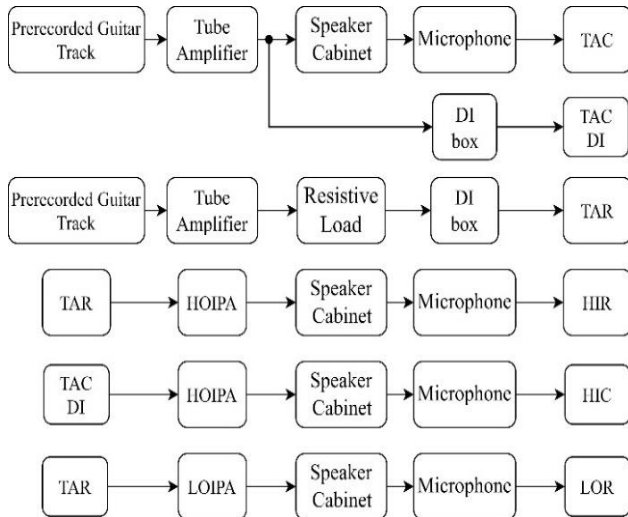 Prerecorded Guitar
Track
Tube
Amplifier
Speaker
Cabinet
Microphone
TAC
DI
box
TAC
DI
Prerecorded Guitar
Track
Tube
Amplifier
Resistive
Load
DI
box
TAR
TAR
HOIPA
Speaker
Cabinet
Microphone
HIR
TAC
DI
HOIPA
Speaker
Cabinet
Microphone
HIC
TAR
LOIPA
Speaker
Cabinet
Microphone
LOR